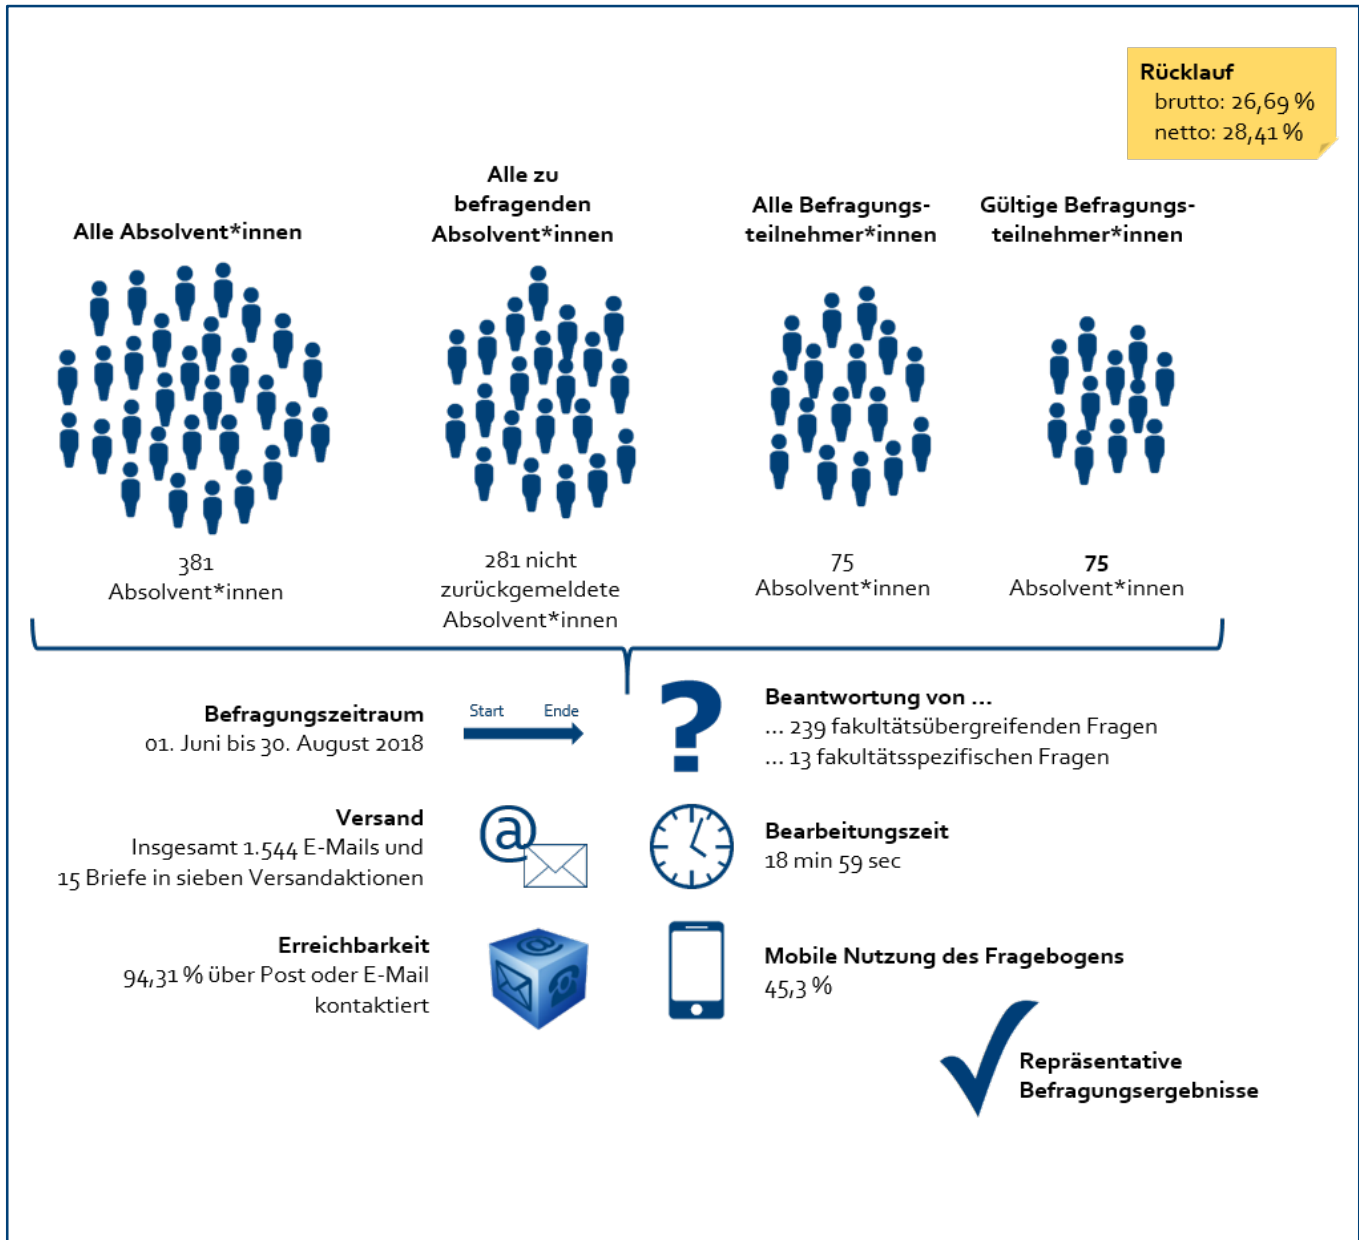 Rücklauf
brutto: 26,69 %
netto: 28,41 %
Alle Absolvent*innen
Alle zu
befragenden
Absolvent*innen
Alle Befragungs-
teilnehmer*innen
Gültige Befragungs-
teilnehmer*innen
381
Absolvent*innen
281 nicht
zurückgemeldete
Absolvent*innen
75
Absolvent*innen
75
Absolvent*innen
Befragungszeitraum
01. Juni bis 30. August 2018
Start Ende
?
Beantwortung von ...
... 239 fakultätsübergreifenden Fragen
... 13 fakultätsspezifischen Fragen
Versand
Insgesamt 1.544 E-Mails und
15 Briefe in sieben Versandaktionen
@
Bearbeitungszeit
18 min 59 sec
Erreichbarkeit
94,31 % über Post oder E-Mail
kontaktiert
@
Mobile Nutzung des Fragebogens
45,3 %
Repräsentative
Befragungsergebnisse